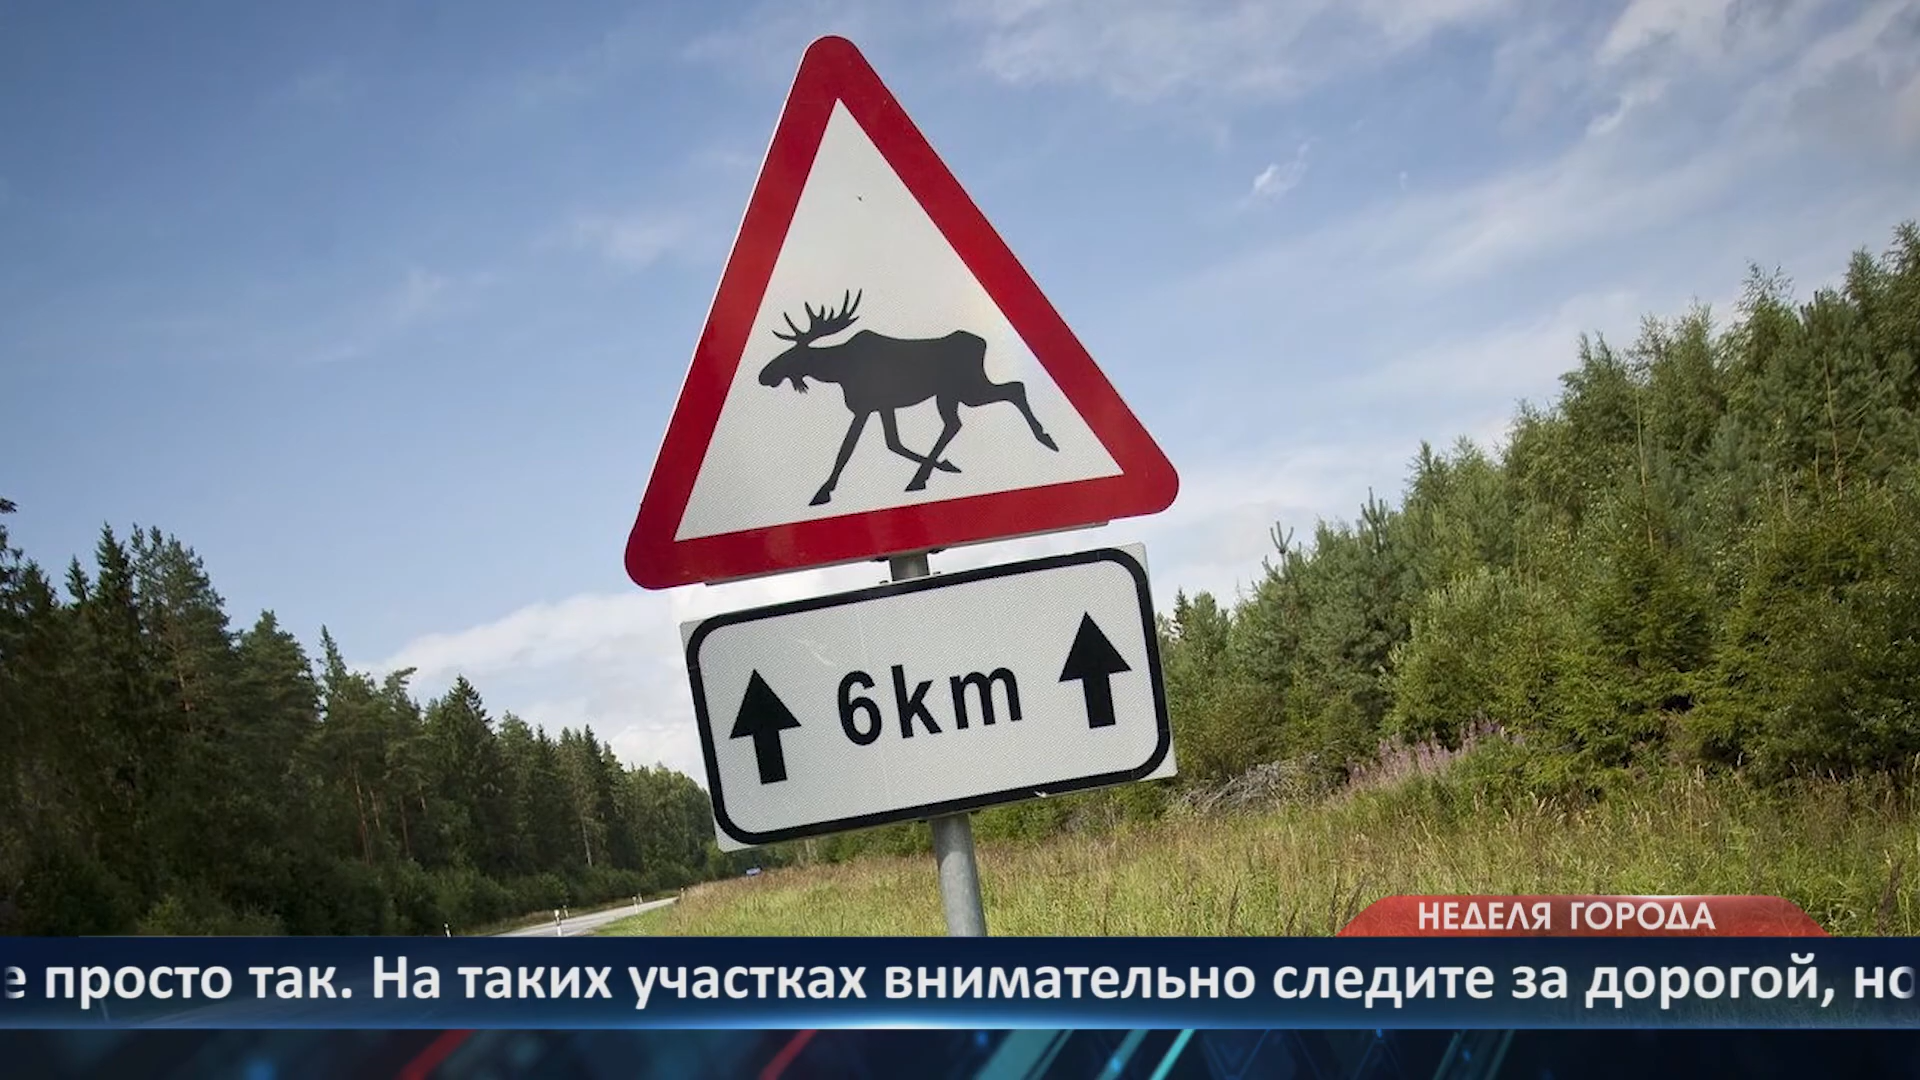 6km
НЕДЕЛЯ ГОРОДА
просто так. На таких участках внимательно следите за дорогой, но